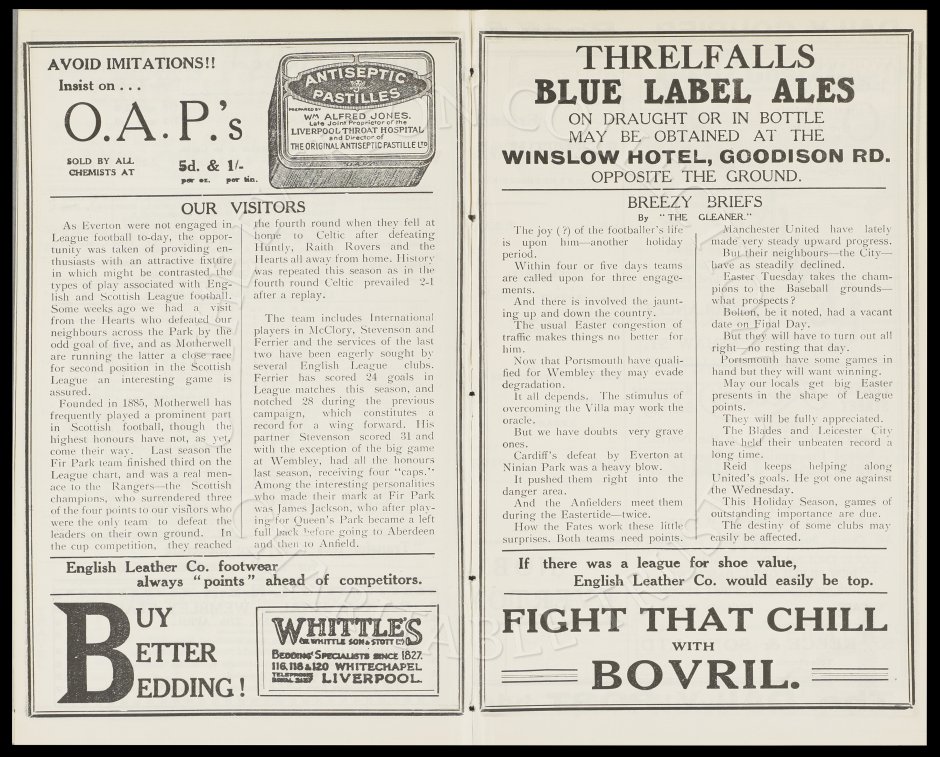 AVOID IMITATIONS!!
Insist on . . .
O.A.P.'s
SOLD BY ALL
CHEMISTS AT
5d. & 1/-
per oz. per tin.
ANTISEPTIC
PASTILLES
PREPARED BY
WM ALFRED JONES.
Late Joint Proprietor of the
LIVERPOOL THROAT HOSPITAL
and Director of
THE ORIGINAL ANTISEPTIC PASTILLE LTD
OUR VISITORS
As Everton were not engaged in
League football to-day, the oppor-
tunity was taken of providing en-
thusiasts with an attractive fixture
in which might be contrasted the
types of play associated with Eng-
lish and Scottish League football.
Some weeks ago we had a visit
from the Hearts who defeated our
neighbours across the Park by the
odd goal of five, and as Motherwell
are running the latter a close race
for second position in the Scottish
League an interesting game is
assured.
Founded in 1885, Motherwell has
frequently played a prominent part
in Scottish football, though the
highest honours have not, as yet,
come their way. Last season the
Fir Park team finished third on the
League chart, and was a real men-
ace to the Rangers—the Scottish
champions, who surrendered three
of the four points to our visitors who
were the only team to defeat the
leaders on their own ground. In
the cup competition, they reached
the fourth round when they fell at
home to Celtic after defeating
Huntly, Raith Rovers and the
Hearts all away from home. History
was repeated this season as in the
fourth round Celtic prevailed 2-1
after a replay.
The team includes International
players in McClory, Stevenson and
Ferrier and the services of the last
two have been eagerly sought by
several English League clubs.
Ferrier has scored 24 goals in
League matches this season, and
notched 28 during the previous
campaign, which constitutes a
record for a wing forward. His
partner Stevenson scored 31 and
with the exception of the big game
at Wembley, had all the honours
last season, receiving four "caps."
Among the interesting personalities
who made their mark at Fir Park
was James Jackson, who after play-
ing for Queen's Park became a left
full back before going to Aberdeen
and then to Anfield.
English Leather Co. footwear
always "points" ahead of competitors.
BUY
BETTER
BEDDING!
WHITTLE'S
OR WHITTLE SON & STOTT LTD
BEDDING SPECIALISTS SINCE 1827.
116, 118 & 120 WHITECHAPEL
TELEPHONE
LIVERPOOL.
THRELFALLS
BLUE LABEL ALES
ON DRAUGHT OR IN BOTTLE
MAY BE OBTAINED AT THE
WINSLOW HOTEL, GOODISON RD.
OPPOSITE THE GROUND.
BREEZY BRIEFS
By "THE GLEANER."
The joy (?) of the footballer's life
is upon him—another holiday
period.
Within four or five days teams
are called upon for three engage-
ments.
And there is involved the jaunt-
ing up and down the country.
The usual Easter congestion of
traffic makes things no better for
him.
Now that Portsmouth have quali-
fied for Wembley they may evade
degradation.
It all depends. The stimulus of
overcoming the Villa may work the
oracle.
But we have doubts very grave
ones.
Cardiff's defeat by Everton at
Ninian Park was a heavy blow.
It pushed them right into the
danger area.
And the Anfielders meet them
during the Eastertide—twice.
How the Fates work these little
surprises. Both teams need points.
Manchester United have lately
made very steady upward progress.
But their neighbours—the City—
have as steadily declined.
Easter Tuesday takes the cham-
pions to the Baseball grounds—
what prospects?
Bolton, be it noted, had a vacant
date on Final Day.
But they will have to turn out all
right—no resting that day.
Portsmouth have some games in
hand but they will want winning.
May our locals get big Easter
presents in the shape of League
points.
They will be fully appreciated.
The Blades and Leicester City
have held their unbeaten record a
long time.
Reid keeps helping along
United's goals. He got one against
the Wednesday.
This Holiday Season, games of
outstanding importance are due.
The destiny of some clubs may
easily be affected.
If there was a league for shoe value,
English Leather Co. would easily be top.
FIGHT THAT CHILL
WITH
BOVRIL.